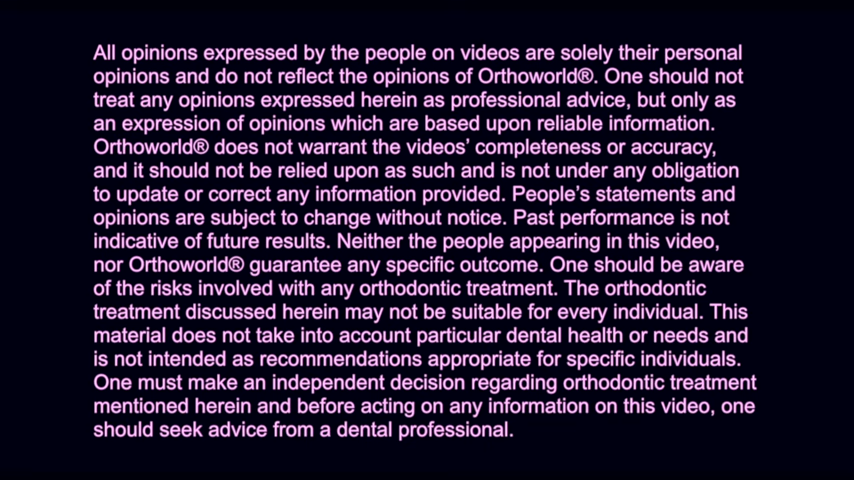 All opinions expressed by the people on videos are solely their personal
opinions and do not reflect the opinions of Orthoworld®. One should not
treat any opinions expressed herein as professional advice, but only as
an expression of opinions which are based upon reliable information.
Orthoworld® does not warrant the videos’ completeness or accuracy,
and it should not be relied upon as such and is not under any obligation
to update or correct any information provided. People’s statements and
opinions are subject to change without notice. Past performance is not
indicative of future results. Neither the people appearing in this video,
nor Orthoworld® guarantee any specific outcome. One should be aware
of the risks involved with any orthodontic treatment. The orthodontic
treatment discussed herein may not be suitable for every individual. This
material does not take into account particular dental health or needs and
is not intended as recommendations appropriate for specific individuals.
One must make an independent decision regarding orthodontic treatment
mentioned herein and before acting on any information on this video, one
should seek advice from a dental professional.